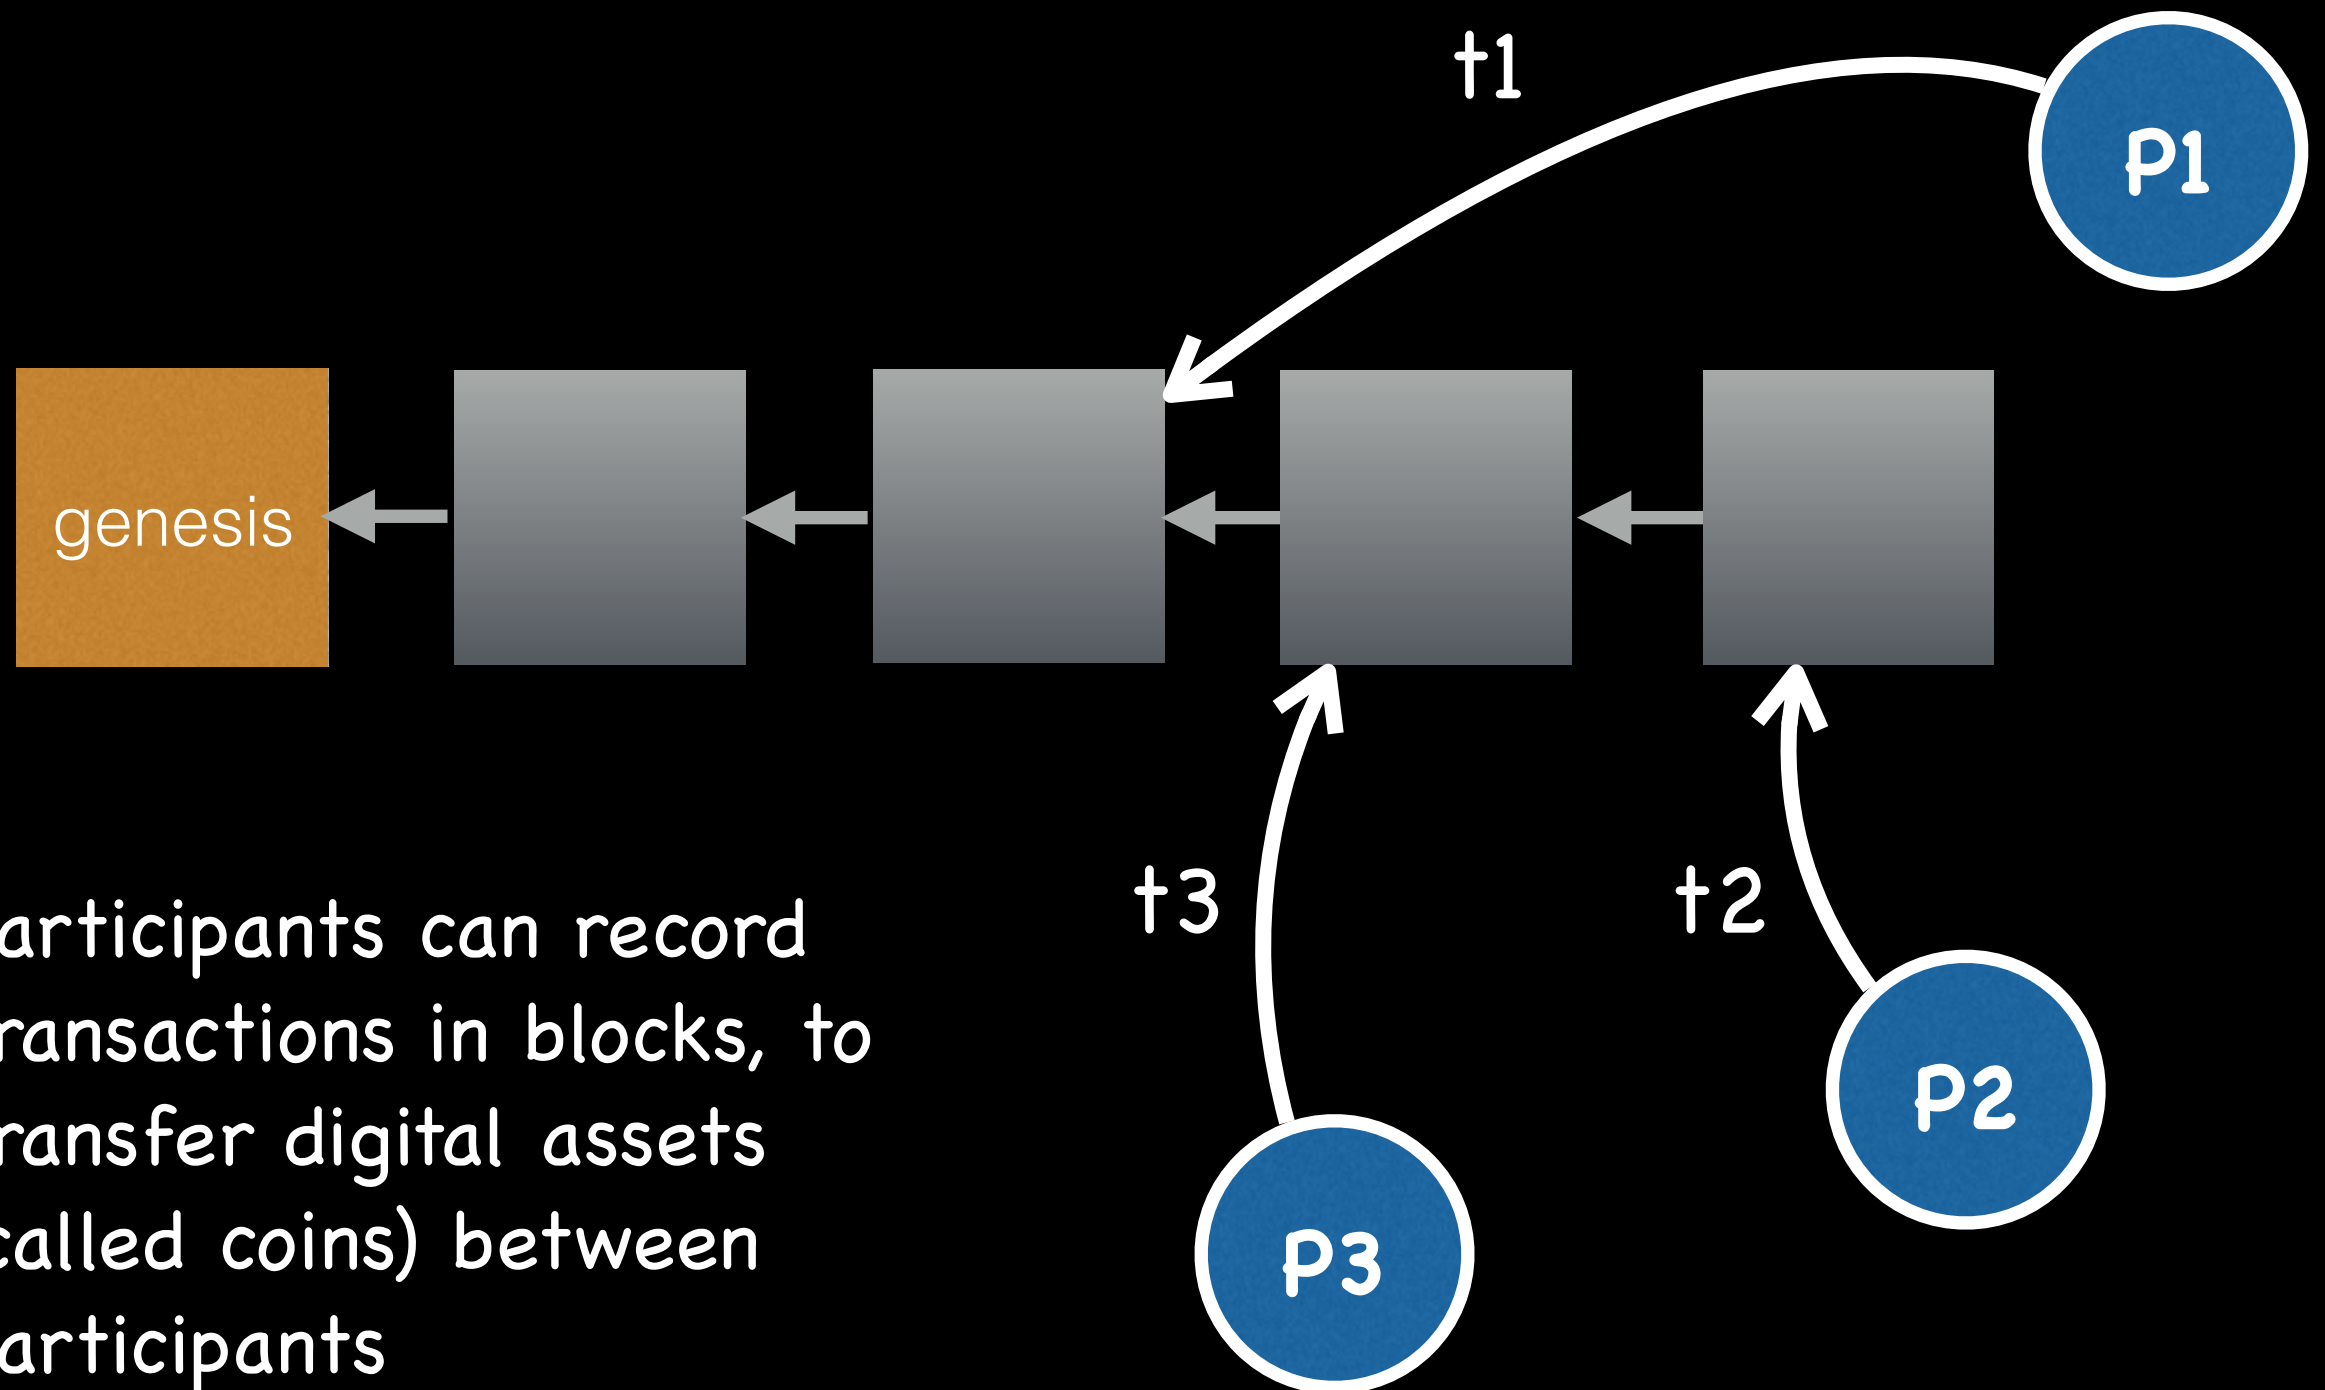 t1
p1
genesis
t3
t2
articipants can record
ransactions in blocks, to
ransfer digital assets
called coins) between
articipants
p2
p3